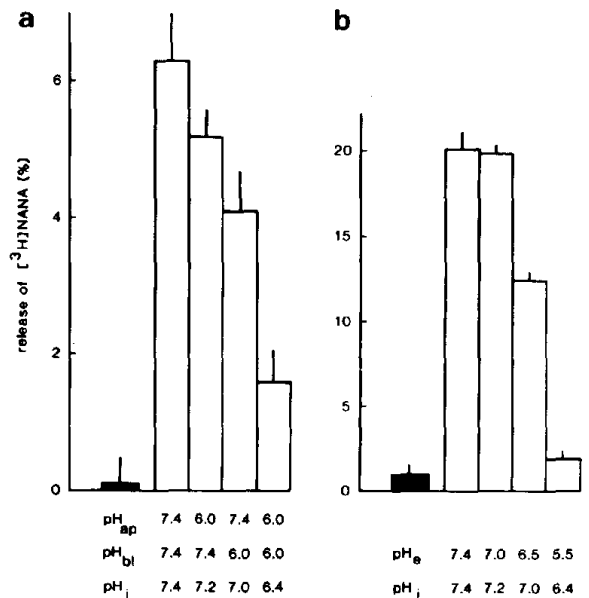 a
b
release of [³H]NANA (%)
6
4
2
0
20
15
10
5
0
pH_ap 7.4 6.0 7.4 6.0
pH_bl 7.4 7.4 6.0 6.0
pH_i 7.4 7.2 7.0 6.4
pH_e 7.4 7.0 6.5 5.5
pH_i 7.4 7.2 7.0 6.4